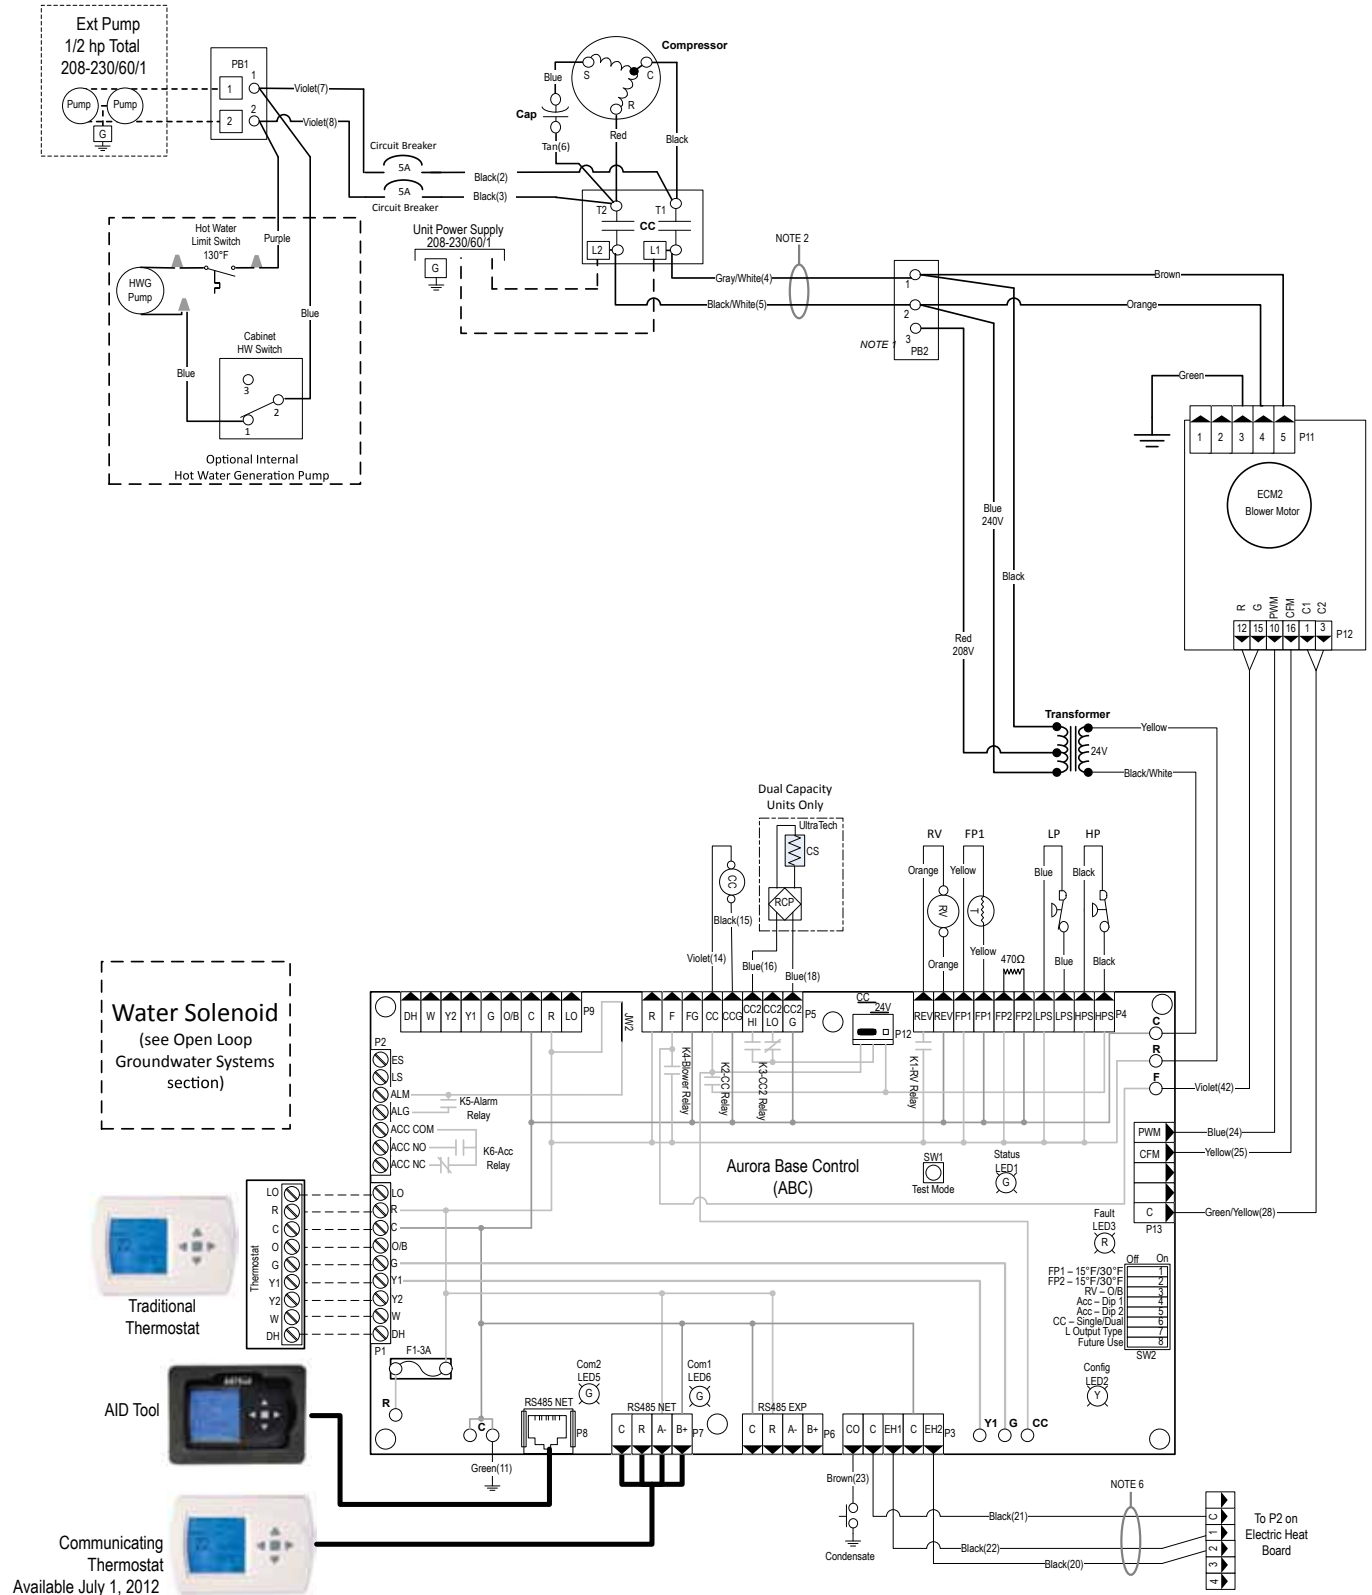 Ext Pump
1/2 hp Total
208-230/60/1
Pump
Pump
G
PB1
1
1
2
2
Violet(7)
Violet(8)
Circuit Breaker
5A
5A
Circuit Breaker
Black(2)
Black(3)
Compressor
Blue
S
C
R
Cap
Tan(6)
Red
Black
T2
T1
CC
L2
L1
Unit Power Supply
208-230/60/1
G
Gray/White(4)
Black/White(5)
NOTE 2
1
2
3
NOTE 1
PB2
Brown
Orange
Green
Hot Water
Limit Switch
130°F
Purple
HWG
Pump
Blue
Blue
Cabinet
HW Switch
3
2
1
Optional Internal
Hot Water Generation Pump
1
2
3
4
5
P11
ECM2
Blower Motor
R
G
PWM
CFM
C1
C2
12
15
10
16
1
3
P12
Blue
240V
Black
Red
208V
Transformer
Yellow
24V
Black/White
Dual Capacity
Units Only
UltraTech
CS
RCP
CC
Black(15)
Violet(14)
Blue(16)
Blue(18)
RV
FP1
LP
HP
Orange
Yellow
Blue
Black
RV
T
Orange
Yellow
470Ω
Blue
Black
Water Solenoid
(see Open Loop
Groundwater Systems
section)
DH
W
Y2
Y1
G
O/B
C
R
LO
P9
JW2
R
F
FG
CC
CCG
CC2
HI
CC2
LO
CC2
G
P5
CC
24V
P12
REV
REV
FP1
FP1
FP2
FP2
LPS
LPS
HPS
HPS
P4
C
R
F
Violet(42)
P2
ES
LS
ALM
ALG
ACC COM
ACC NO
ACC NC
K5-Alarm
Relay
K6-Acc
Relay
K4-Blower Relay
K2-CC Relay
K3-CC2 Relay
K1-RV Relay
Aurora Base Control
(ABC)
SW1
Test Mode
Status
LED1
G
PWM
CFM
C
P13
Blue(24)
Yellow(25)
Green/Yellow(28)
Fault
LED3
R
Off
On
FP1 – 15°F/30°F
1
FP2 – 15°F/30°F
2
RV – O/B
3
Acc – Dip 1
4
Acc – Dip 2
5
CC – Single/Dual
6
L Output Type
7
Future Use
8
SW2
Config
LED2
Y
Thermostat
LO
R
C
O
G
Y1
Y2
W
DH
LO
R
C
O/B
G
Y1
Y2
W
DH
P1
Traditional
Thermostat
F1-3A
R
C
Green(11)
AID Tool
Com2
LED5
G
Com1
LED6
G
RS485 NET
P8
RS485 NET
C
R
A-
B+
P7
RS485 EXP
C
R
A-
B+
P6
CO
C
EH1
C
EH2
P3
Y1
G
CC
Brown(23)
Condensate
Black(21)
Black(22)
Black(20)
NOTE 6
C
1
2
3
4
To P2 on
Electric Heat
Board
Communicating
Thermostat
Available July 1, 2012